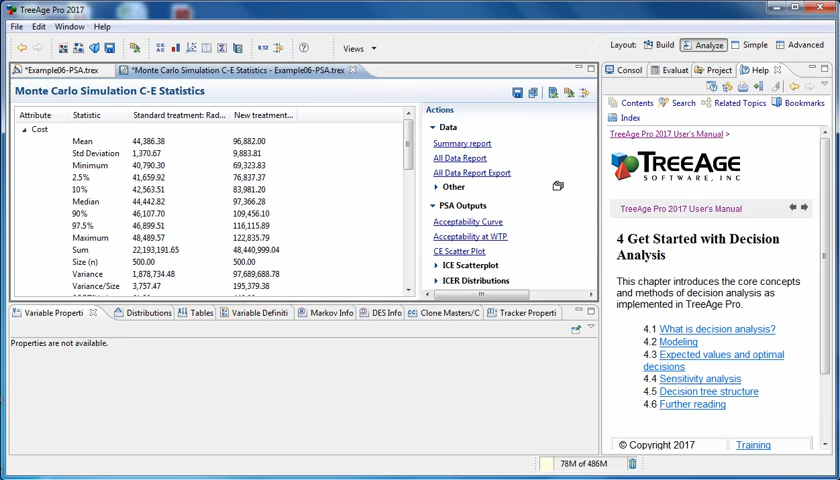 TreeAge Pro 2017
File Edit Window Help
Views
Layout: Build Analyze Simple Advanced
*Example06-PSA.trex
*Monte Carlo Simulation C-E Statistics - Example06-PSA.trex
Monte Carlo Simulation C-E Statistics
Attribute Statistic Standard treatment: Rad... New treatment...
Cost
Mean 44,386.38 96,882.00
Std Deviation 1,370.67 9,883.81
Minimum 40,790.30 69,323.83
2.5% 41,659.92 76,837.37
10% 42,563.51 83,981.20
Median 44,442.82 97,366.28
90% 46,107.70 109,456.10
97.5% 46,899.51 116,115.89
Maximum 48,489.57 122,835.79
Sum 22,193,191.65 48,440,999.04
Size (n) 500.00 500.00
Variance 1,878,734.48 97,689,688.78
Variance/Size 3,757.47 195,379.38
Actions
Data
Summary report
All Data Report
All Data Report Export
Other
PSA Outputs
Acceptability Curve
Acceptability at WTP
CE Scatter Plot
ICE Scatterplot
ICER Distributions
Variable Properti Distributions Tables Variable Definiti Markov Info DES Info Clone Masters/C Tracker Properti
Properties are not available.
Consol Evaluat Project Help
Contents Search Related Topics Bookmarks
Index
TreeAge Pro 2017 User's Manual >
TREEAGE
SOFTWARE, INC
TreeAge Pro 2017 User's Manual
4 Get Started with Decision
Analysis
This chapter introduces the core concepts
and methods of decision analysis as
implemented in TreeAge Pro.
4.1 What is decision analysis?
4.2 Modeling
4.3 Expected values and optimal
decisions
4.4 Sensitivity analysis
4.5 Decision tree structure
4.6 Further reading
© Copyright 2017 Training
78M of 486M